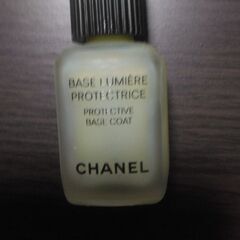 BASE LUMIÈRE
PROTECTRICE
PROTECTIVE
BASE COAT
CHANEL